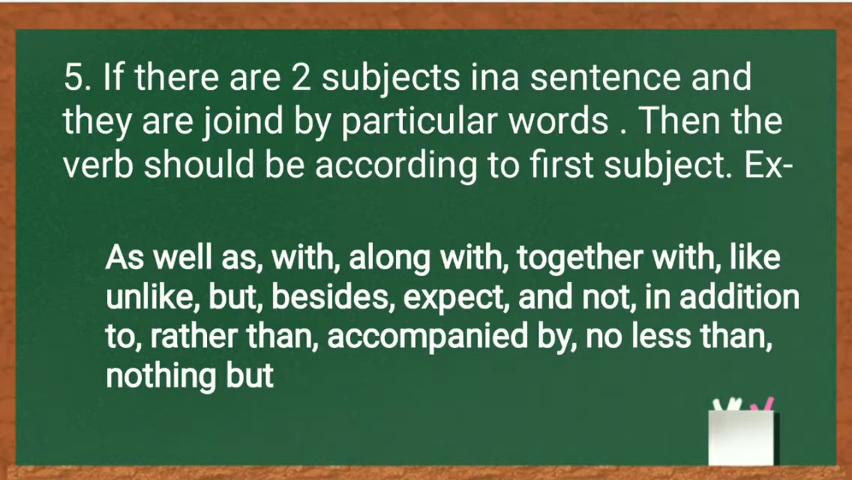 5. If there are 2 subjects ina sentence and
they are joind by particular words . Then the
verb should be according to first subject. Ex-
As well as, with, along with, together with, like
unlike, but, besides, expect, and not, in addition
to, rather than, accompanied by, no less than,
nothing but